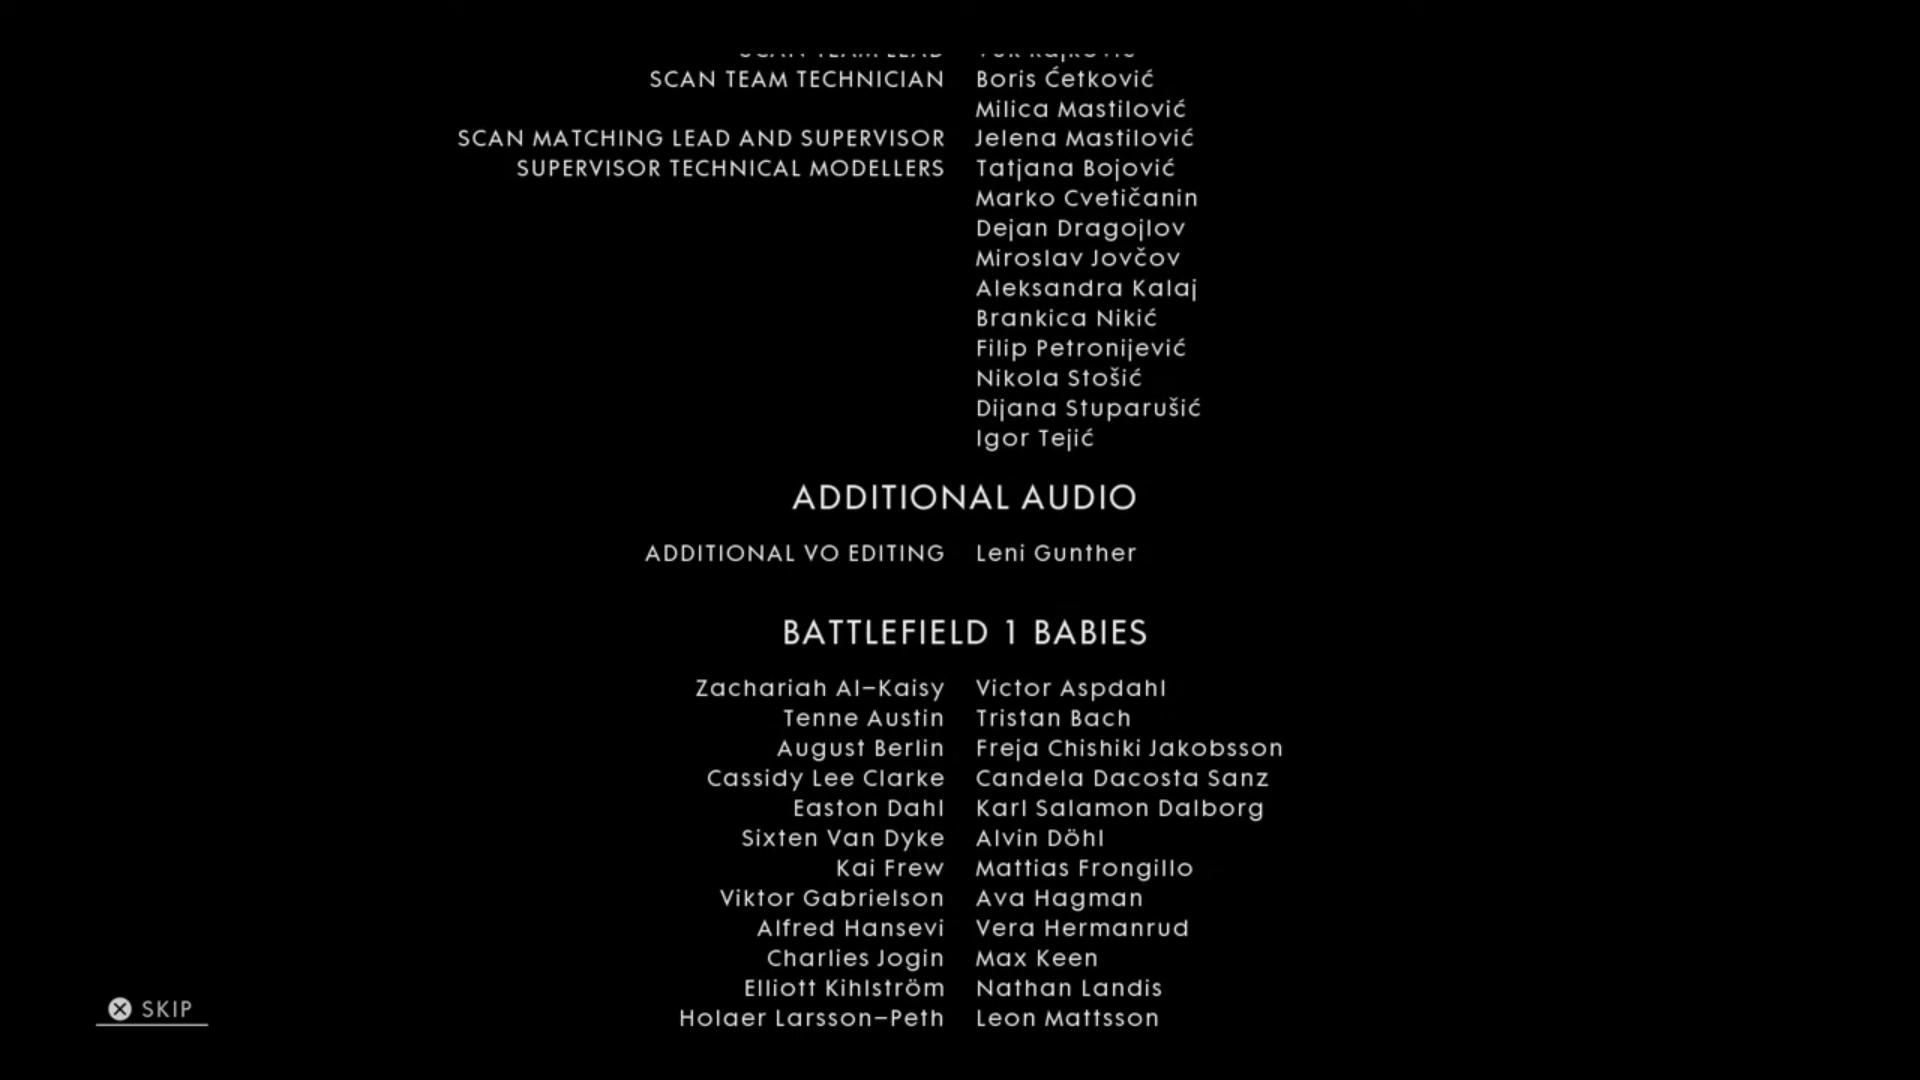 SCAN TEAM LEAD Vuk Rajković
SCAN TEAM TECHNICIAN Boris Ćetković
Milica Mastilović
SCAN MATCHING LEAD AND SUPERVISOR Jelena Mastilović
SUPERVISOR TECHNICAL MODELLERS Tatjana Bojović
Marko Cvetičanin
Dejan Dragojlov
Miroslav Jovčov
Aleksandra Kalaj
Brankica Nikić
Filip Petronijević
Nikola Stošić
Dijana Stuparušić
Igor Tejić
ADDITIONAL AUDIO
ADDITIONAL VO EDITING Leni Gunther
BATTLEFIELD 1 BABIES
Zachariah Al-Kaisy Victor Aspdahl
Tenne Austin Tristan Bach
August Berlin Freja Chishiki Jakobsson
Cassidy Lee Clarke Candela Dacosta Sanz
Easton Dahl Karl Salamon Dalborg
Sixten Van Dyke Alvin Döhl
Kai Frew Mattias Frongillo
Viktor Gabrielson Ava Hagman
Alfred Hansevi Vera Hermanrud
Charlies Jogin Max Keen
Elliott Kihlström Nathan Landis
Holger Larsson-Peth Leon Mattsson
SKIP